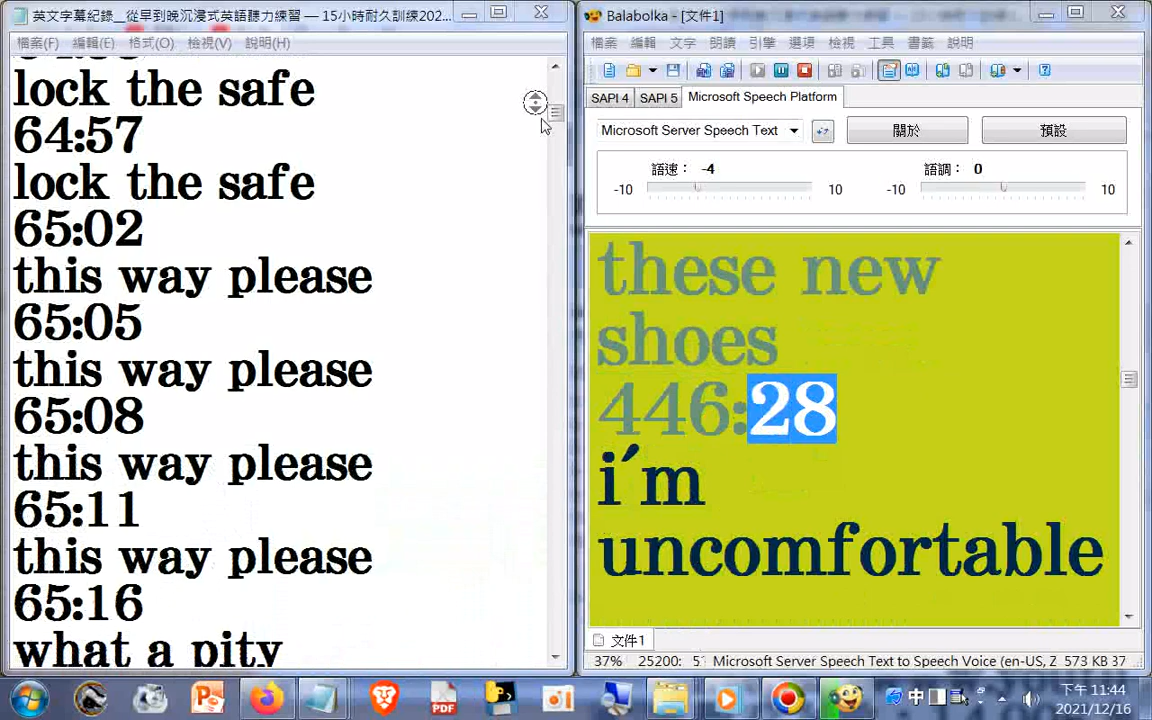 英文字幕紀錄__從早到晚沉浸式英語聽力練習 — 15小時耐久訓練202...
檔案(F) 編輯(E) 格式(O) 檢視(V) 說明(H)
lock the safe
64:57
lock the safe
65:02
this way please
65:05
this way please
65:08
this way please
65:11
this way please
65:16
what a pity
Balabolka - [文件1]
檔案 編輯 文字 朗讀 引擎 選項 檢視 工具 書籤 說明
SAPI 4 SAPI 5 Microsoft Speech Platform
Microsoft Server Speech Text 關於 預設
語速： -4 語調： 0
-10 10 -10 10
these new
shoes
446:28
i´m
uncomfortable
文件1
37% 25200: Microsoft Server Speech Text to Speech Voice (en-US, Z 573 KB 37
PDF 中 下午 11:44
2021/12/16